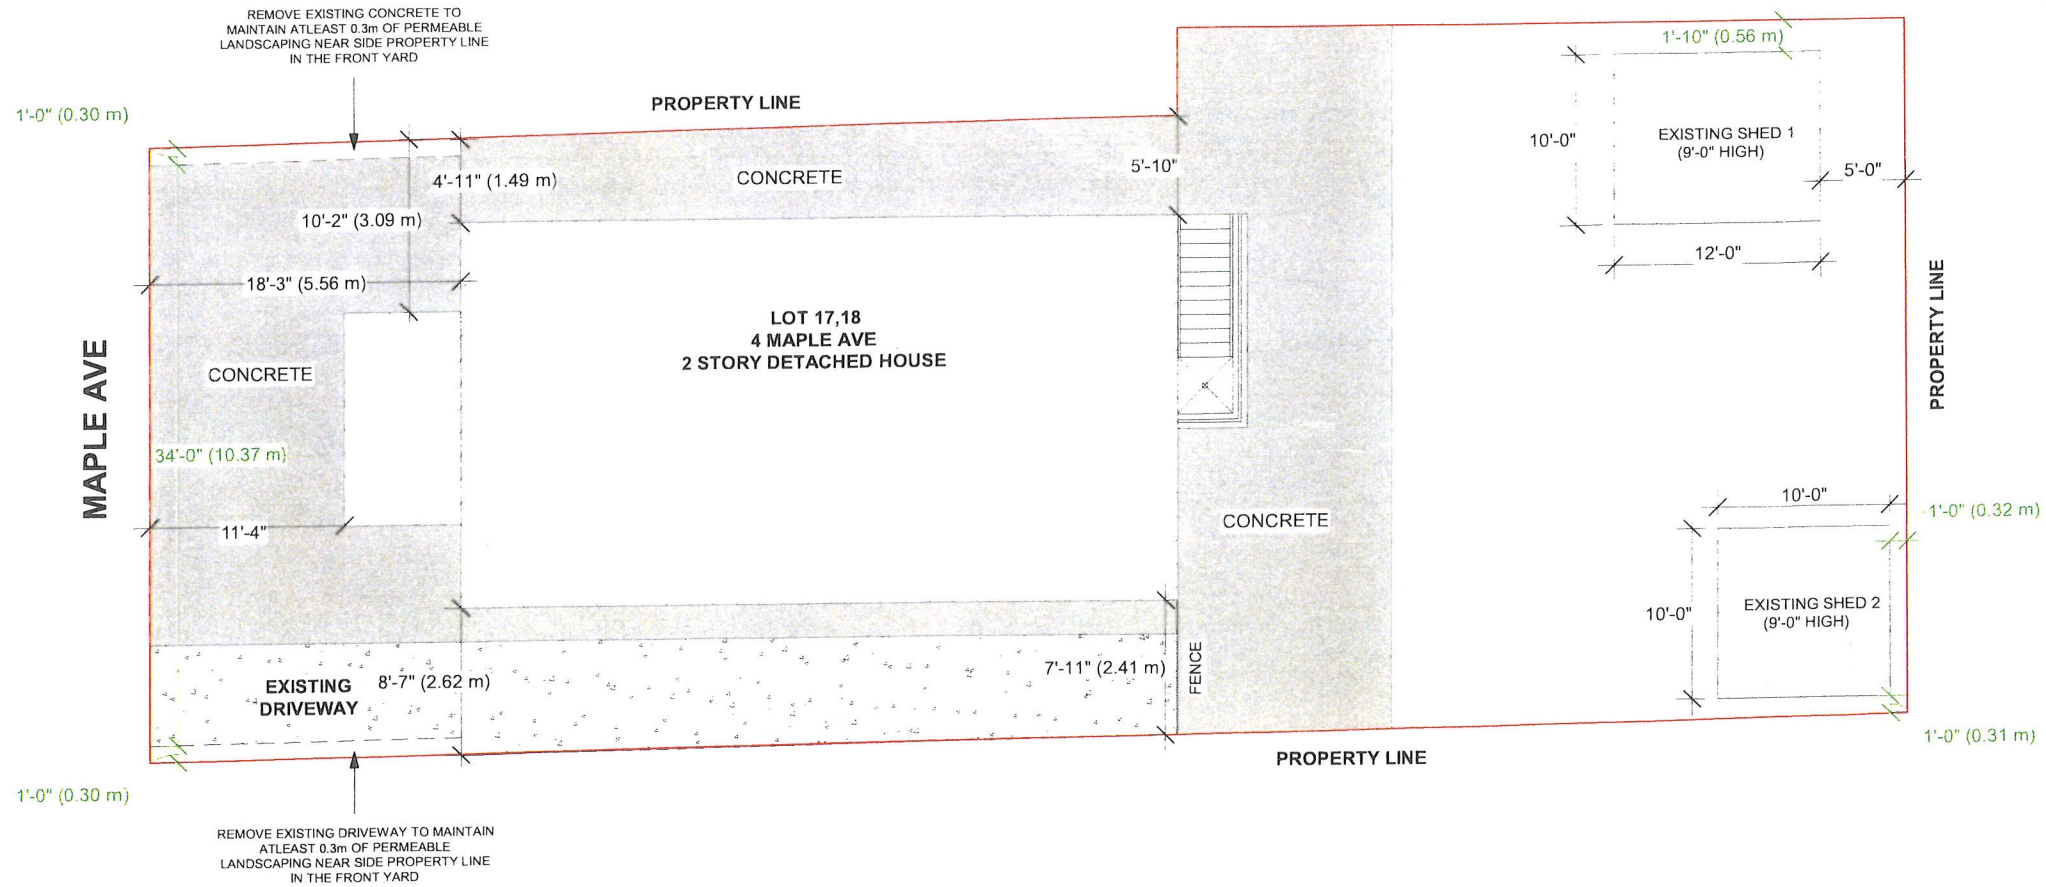 REMOVE EXISTING CONCRETE TO
MAINTAIN ATLEAST 0.3m OF PERMEABLE
LANDSCAPING NEAR SIDE PROPERTY LINE
IN THE FRONT YARD
1'-0" (0.30 m)
PROPERTY LINE
1'-10" (0.56 m)
10'-0"
EXISTING SHED 1
(9'-0" HIGH)
5'-0"
12'-0"
4'-11" (1.49 m)
CONCRETE
5'-10"
10'-2" (3.09 m)
18'-3" (5.56 m)
LOT 17,18
4 MAPLE AVE
2 STORY DETACHED HOUSE
PROPERTY LINE
MAPLE AVE
CONCRETE
34'-0" (10.37 m)
11'-4"
CONCRETE
10'-0"
1'-0" (0.32 m)
10'-0"
EXISTING SHED 2
(9'-0" HIGH)
EXISTING
DRIVEWAY
8'-7" (2.62 m)
7'-11" (2.41 m)
FENCE
1'-0" (0.31 m)
PROPERTY LINE
1'-0" (0.30 m)
REMOVE EXISTING DRIVEWAY TO MAINTAIN
ATLEAST 0.3m OF PERMEABLE
LANDSCAPING NEAR SIDE PROPERTY LINE
IN THE FRONT YARD